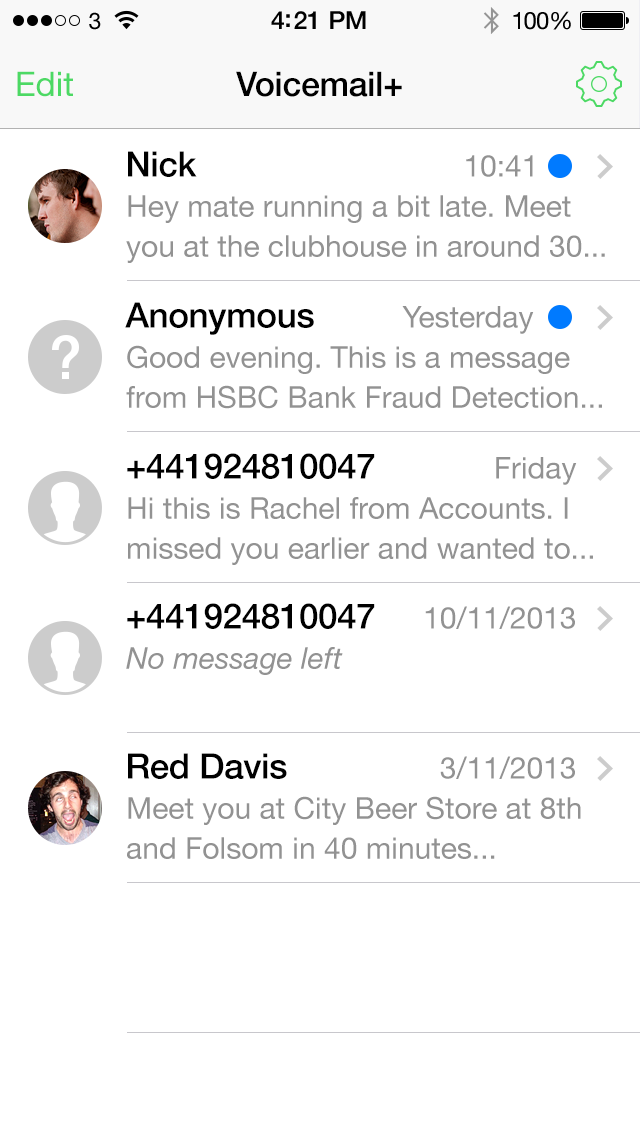 3 4:21 PM 100%
Edit Voicemail+
Nick 10:41
Hey mate running a bit late. Meet
you at the clubhouse in around 30...
Anonymous Yesterday
?
Good evening. This is a message
from HSBC Bank Fraud Detection...
+441924810047 Friday
Hi this is Rachel from Accounts. I
missed you earlier and wanted to...
+441924810047 10/11/2013
No message left
Red Davis 3/11/2013
Meet you at City Beer Store at 8th
and Folsom in 40 minutes...